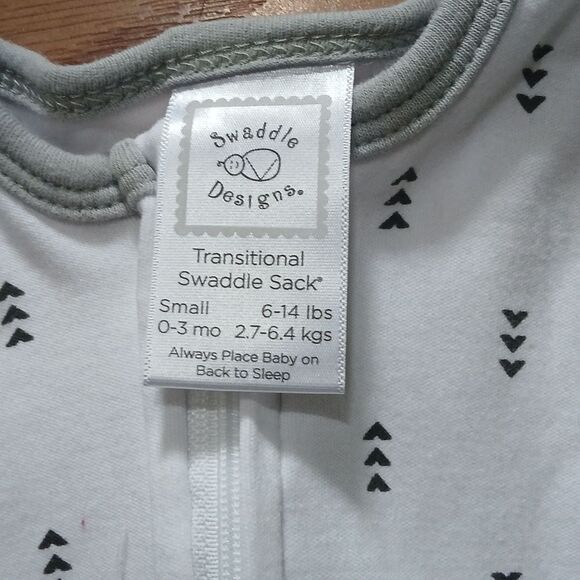 Swaddle
Designs®
Transitional
Swaddle Sack®
Small 6-14 lbs
0-3 mo 2.7-6.4 kgs
Always Place Baby on
Back to Sleep